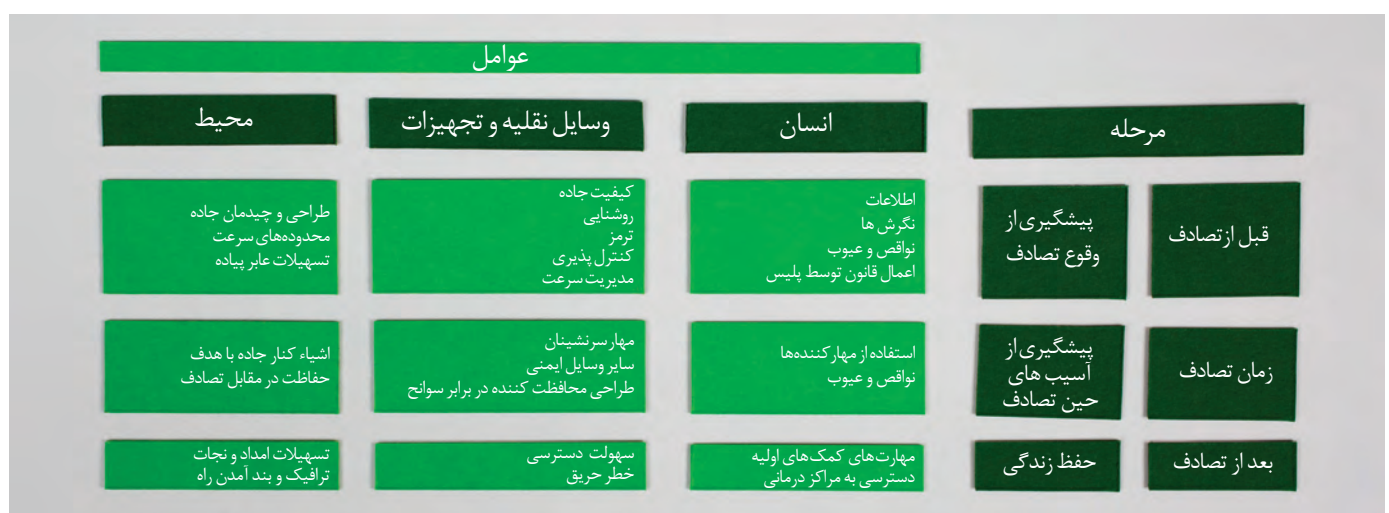 عوامل
مرحله
انسان
وسایل نقلیه و تجهیزات
محیط
قبل از تصادف
پیشگیری از
وقوع تصادف
اطلاعات
نگرش ها
نواقص و عیوب
اعمال قانون توسط پلیس
کیفیت جاده
روشنایی
ترمز
کنترل پذیری
مدیریت سرعت
طراحی و چیدمان جاده
محدوده‌های سرعت
تسهیلات عابر پیاده
زمان تصادف
پیشگیری از
آسیب های
حین تصادف
استفاده از مهارکننده‌ها
نواقص و عیوب
مهار سرنشینان
سایر وسایل ایمنی
طراحی محافظت کننده در برابر سوانح
اشیاء کنار جاده با هدف
حفاظت در مقابل تصادف
بعد از تصادف
حفظ زندگی
مهارت‌های کمک‌های اولیه
دسترسی به مراکز درمانی
سهولت دسترسی
خطر حریق
تسهیلات امداد و نجات
ترافیک و بند آمدن راه